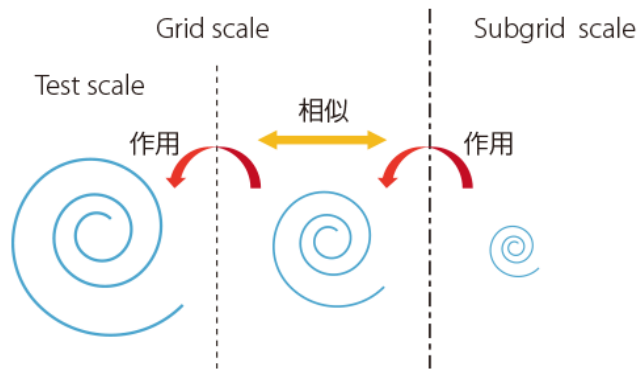 Grid scale
Subgrid scale
Test scale
相似
作用
作用